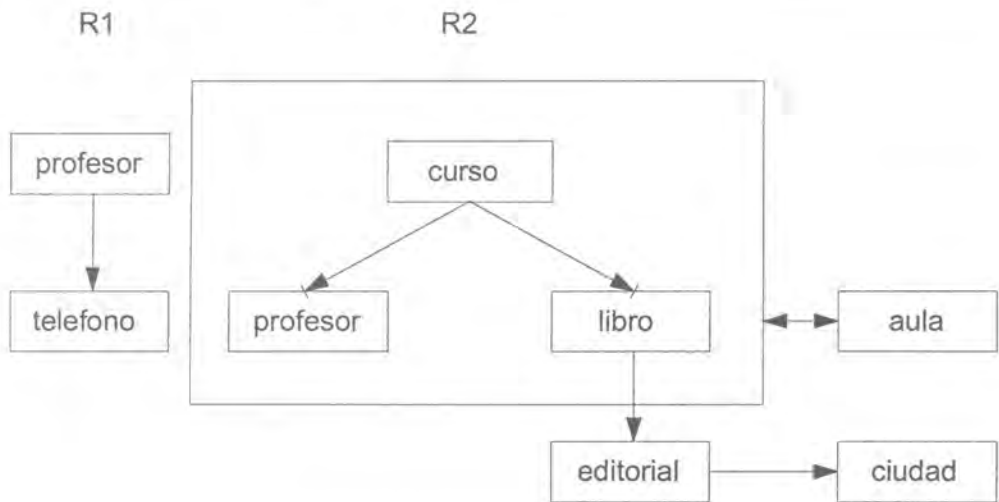 R1 R2
profesor
curso
telefono
profesor
libro
aula
editorial
ciudad